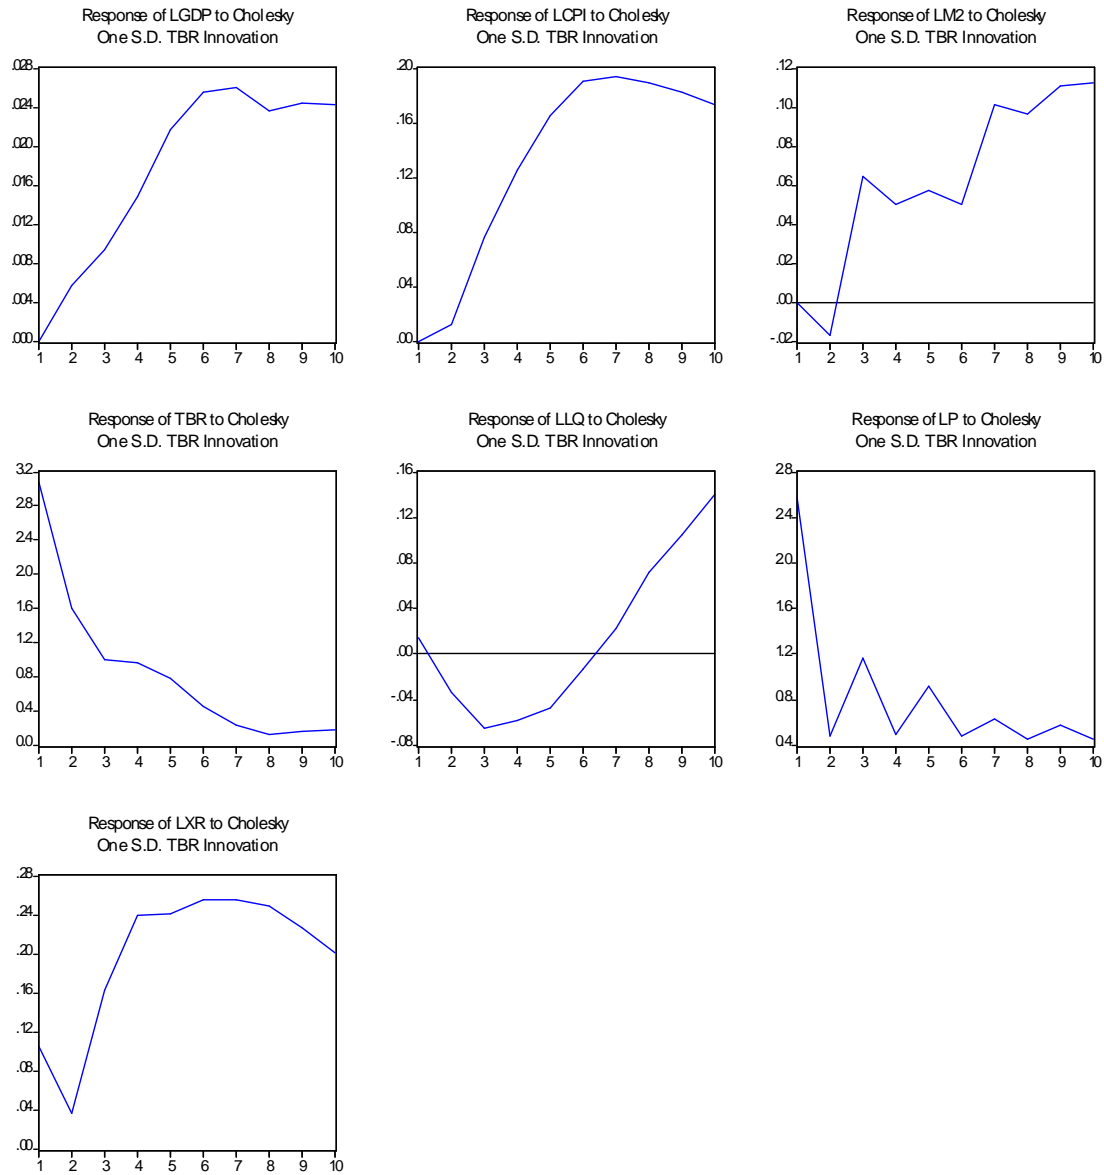 Response of LGDP to Cholesky
One S.D. TBR Innovation
.028
.024
.020
.016
.012
.008
.004
.000
1 2 3 4 5 6 7 8 9 10
Response of LCPI to Cholesky
One S.D. TBR Innovation
.20
.16
.12
.08
.04
.00
1 2 3 4 5 6 7 8 9 10
Response of LM2 to Cholesky
One S.D. TBR Innovation
.12
.10
.08
.06
.04
.02
.00
-.02
1 2 3 4 5 6 7 8 9 10
Response of TBR to Cholesky
One S.D. TBR Innovation
3.2
2.8
2.4
2.0
1.6
1.2
0.8
0.4
0.0
1 2 3 4 5 6 7 8 9 10
Response of LLQ to Cholesky
One S.D. TBR Innovation
.16
.12
.08
.04
.00
-.04
-.08
1 2 3 4 5 6 7 8 9 10
Response of LP to Cholesky
One S.D. TBR Innovation
2.8
2.4
2.0
1.6
1.2
0.8
0.4
1 2 3 4 5 6 7 8 9 10
Response of LXR to Cholesky
One S.D. TBR Innovation
.28
.24
.20
.16
.12
.08
.04
.00
1 2 3 4 5 6 7 8 9 10